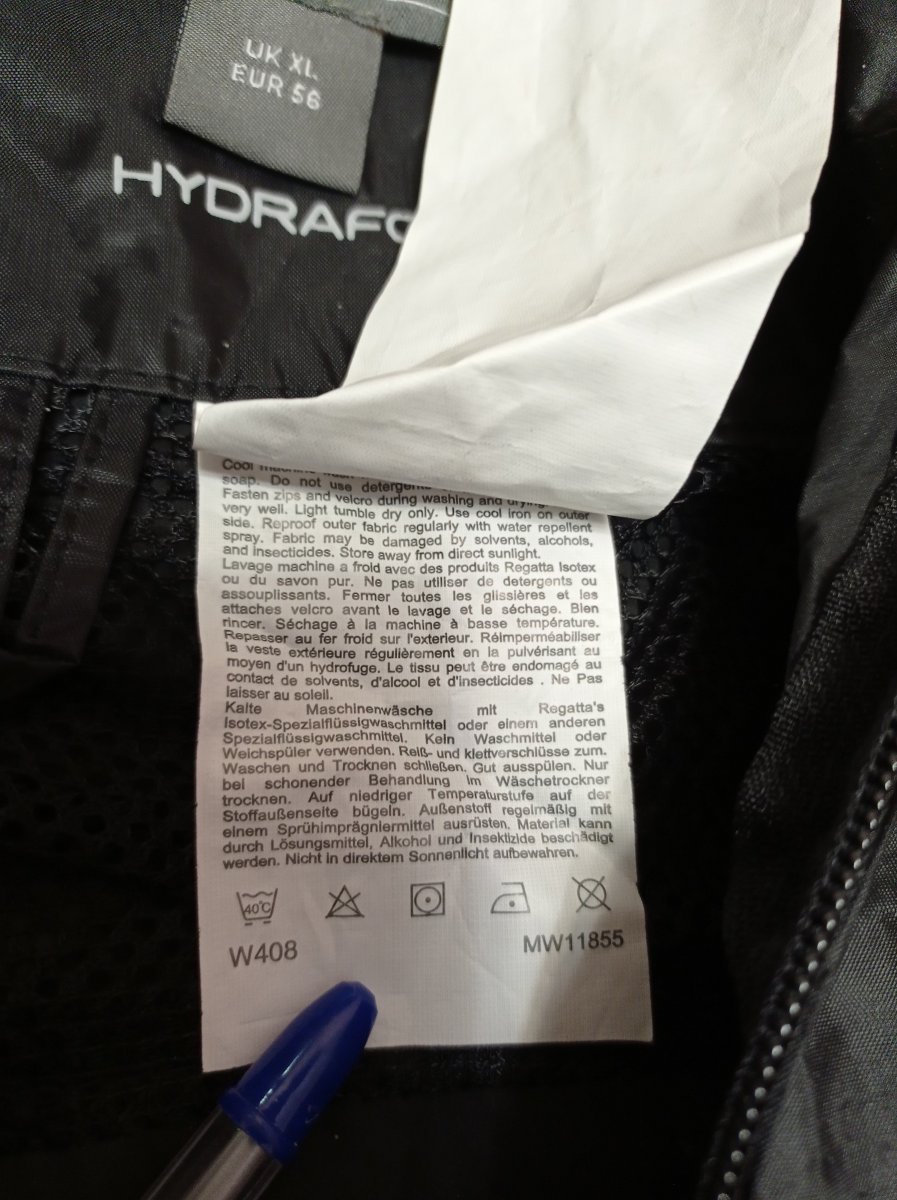 UK XL
EUR 56
HYDRAFO
Cool
soap. Do not use
Fasten zips and velcro during washing and
very well. Light tumble dry only. Use cool iron on outer
side. Reproof outer fabric regularly with water repellent
spray. Fabric may be damaged by solvents, alcohols,
and insecticides. Store away from direct sunlight.
Lavage machine a froid avec des produits Regatta Isotex
ou du savon pur. Ne pas utiliser de detergents ou
assouplissants. Fermer toutes les glissières et les
attaches velcro avant le lavage et le séchage. Bien
rincer. Séchage à la machine à basse température.
Repasser au fer froid sur l'exterieur. Réimperméabiliser
la veste extérieure régulièrement en la pulvérisant au
moyen d'un hydrofuge. Le tissu peut être endomagé au
contact de solvents, d'alcool et d'insecticides . Ne Pas
laisser au soleil.
Kalte Maschinenwäsche mit Regatta's
Isotex-Spezialflüssigwaschmittel oder einem anderen
Spezialflüssigwaschmittel. Kein Waschmittel oder
Weichspüler verwenden. Reiß- und klettverschlüsse zum.
Waschen und Trocknen schließen. Gut ausspülen. Nur
bei schonender Behandlung im Wäschetrockner
trocknen. Auf niedriger Temperaturstufe auf der
Stoffaußenseite bügeln. Außenstoff regelmäßig mit
einem Sprühimprägniermittel ausrüsten. Material kann
durch Lösungsmittel, Alkohol und Insektizide beschädigt
werden. Nicht in direktem Sonnenlicht aufbewahren.
40°C
W408 MW11855